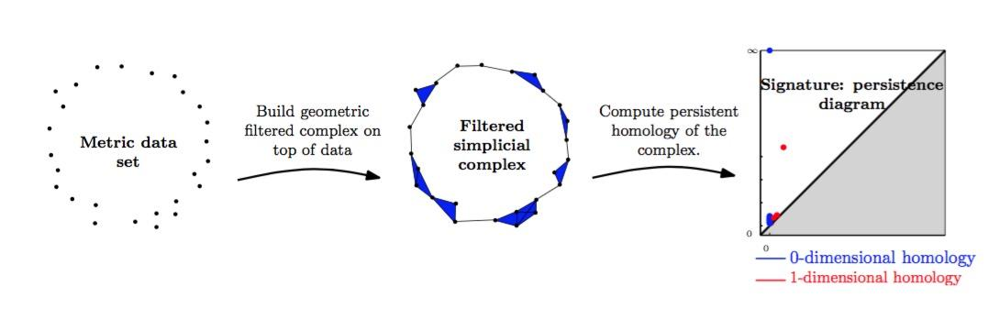 Metric data
set
Build geometric
filtered complex on
top of data
Filtered
simplicial
complex
Compute persistent
homology of the
complex.
∞
Signature: persistence
diagram
0
0
0-dimensional homology
1-dimensional homology